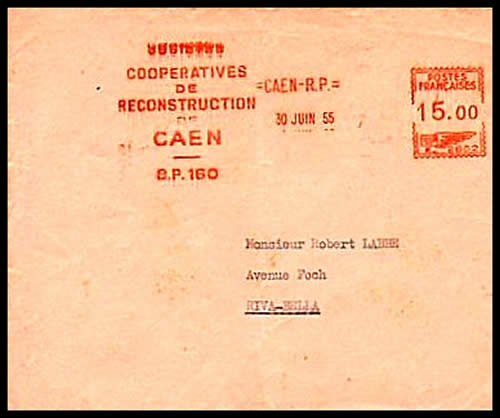 COOPERATIVES
DE
RECONSTRUCTION
DE
CAEN
B.P. 160
=CAEN-R.P.=
30 JUIN 55
POSTES
FRANÇAISES
15.00
Monsieur Robert LABBE
Avenue Foch
RIVA-BELLA